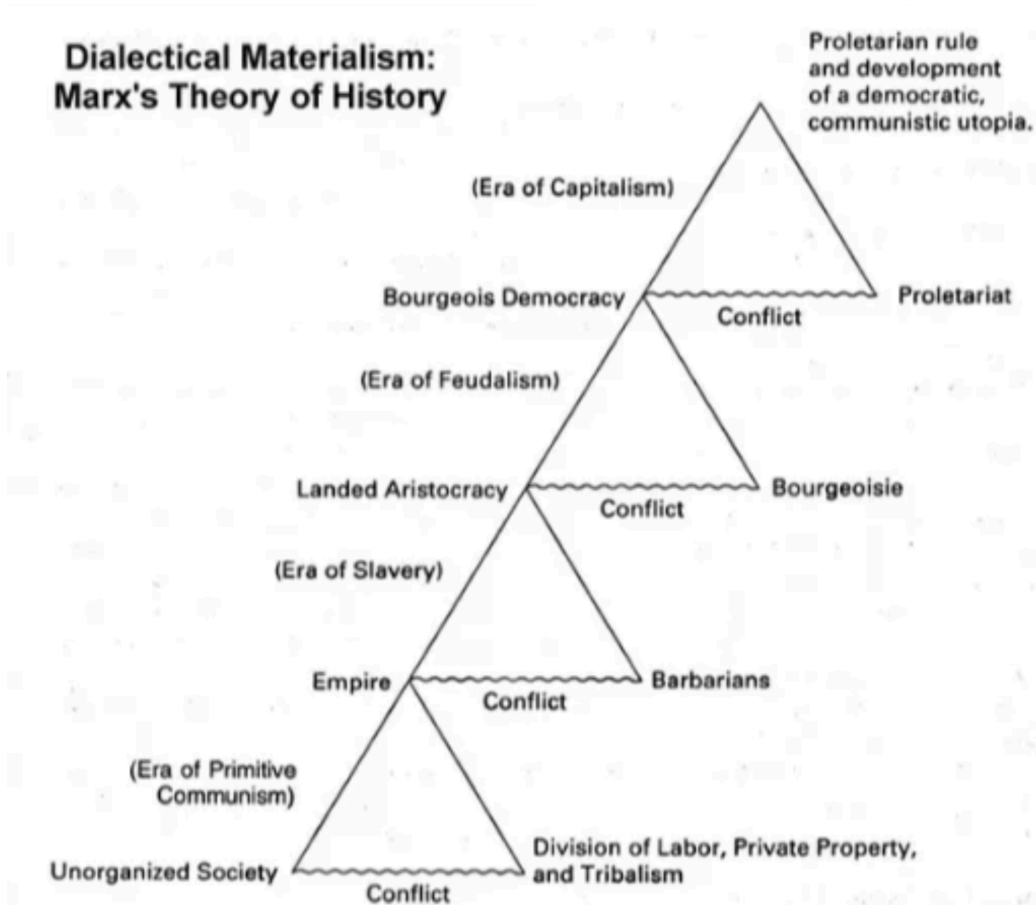 Dialectical Materialism:
Marx's Theory of History
Proletarian rule
and development
of a democratic,
communistic utopia.
(Era of Capitalism)
Bourgeois Democracy
Proletariat
Conflict
(Era of Feudalism)
Landed Aristocracy
Bourgeoisie
Conflict
(Era of Slavery)
Empire
Barbarians
Conflict
(Era of Primitive
Communism)
Unorganized Society
Division of Labor, Private Property,
and Tribalism
Conflict